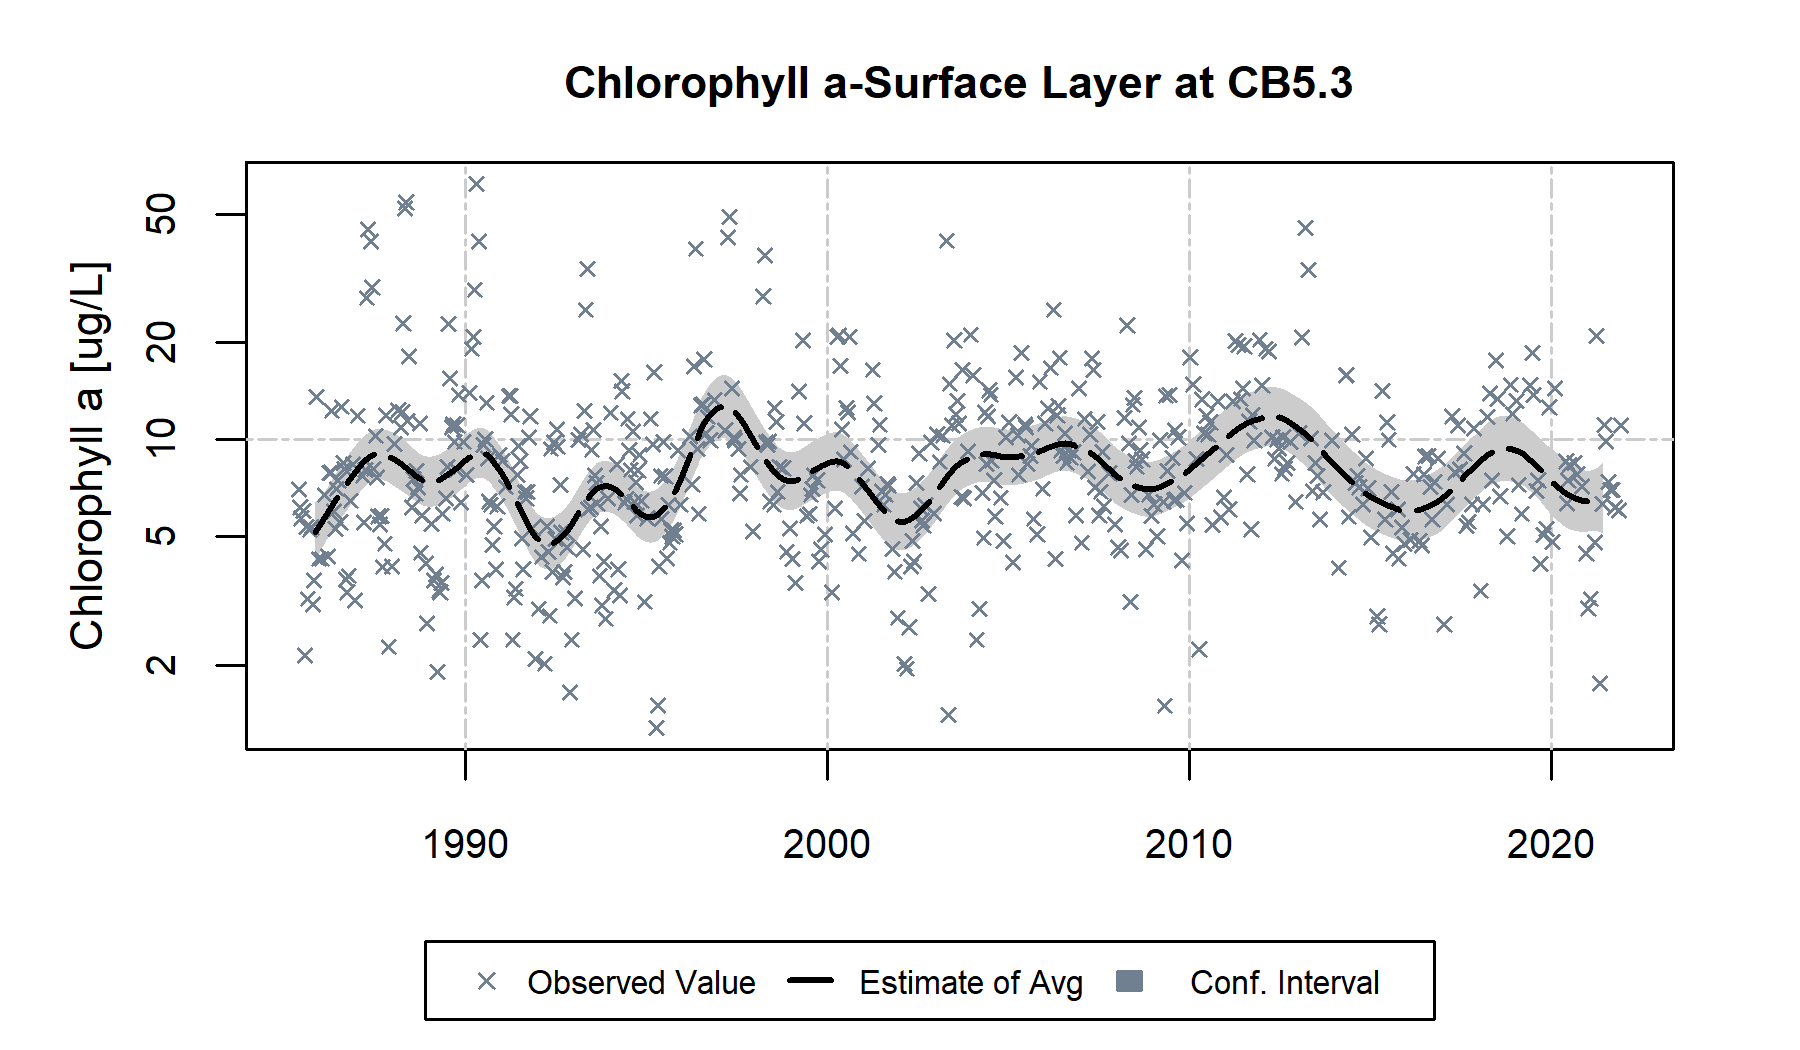 Chlorophyll a-Surface Layer at CB5.3
Chlorophyll a [ug/L]
50
20
10
5
2
1990 2000 2010 2020
Observed Value Estimate of Avg Conf. Interval